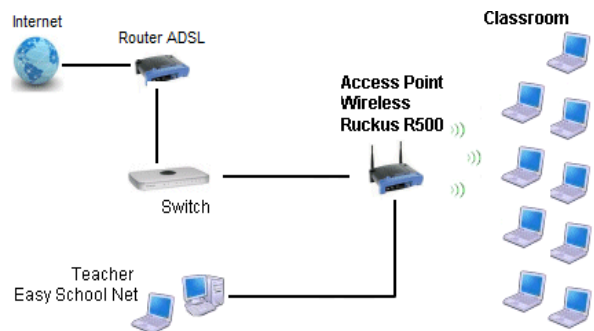 Internet
Router ADSL
Classroom
Access Point
Wireless
Ruckus R500
Switch
Teacher
Easy School Net